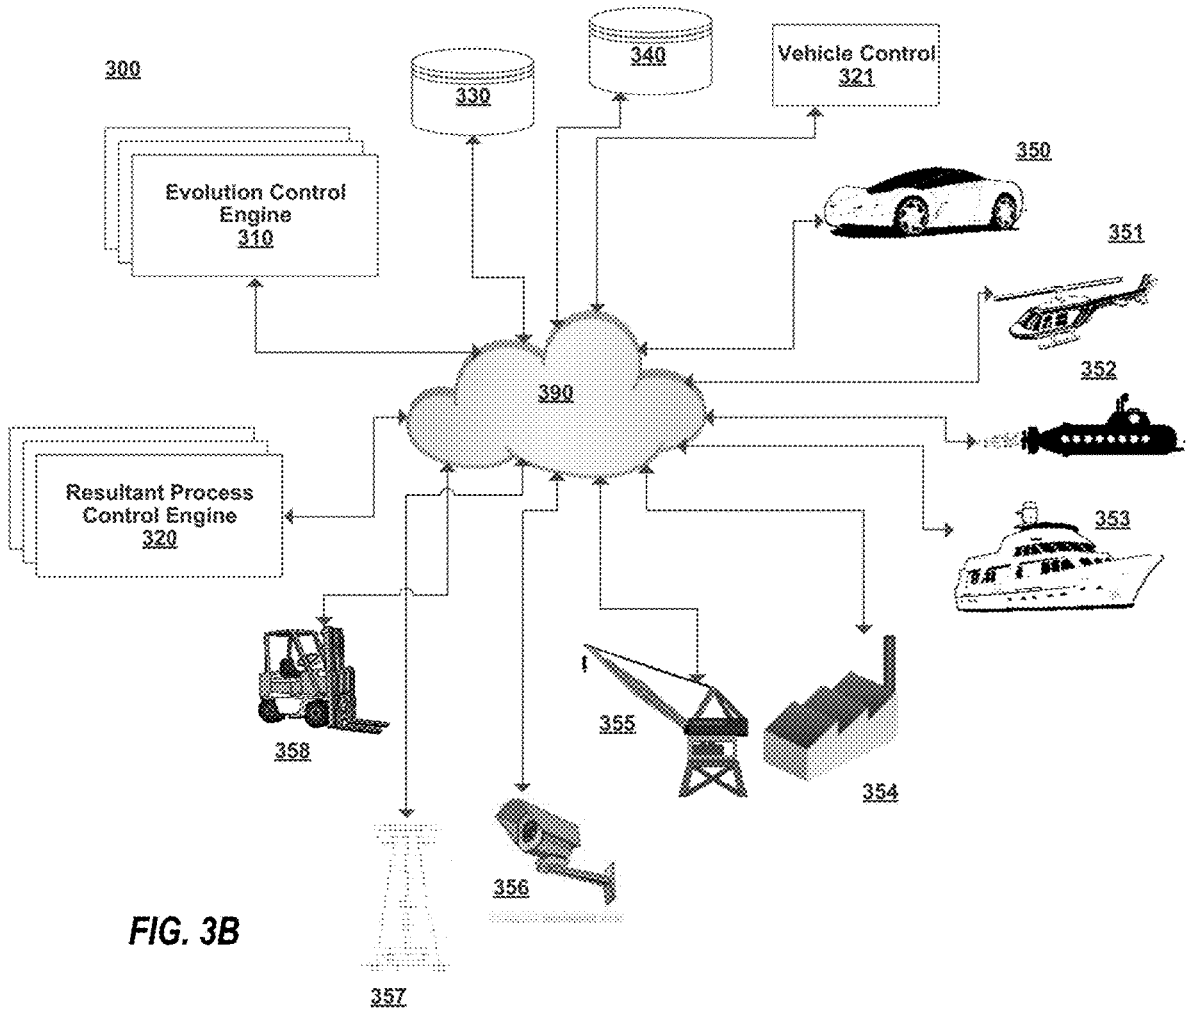 300
330
340
Vehicle Control
321
350
Evolution Control
Engine
310
351
352
390
Resultant Process
Control Engine
320
353
358
355
354
356
FIG. 3B
357